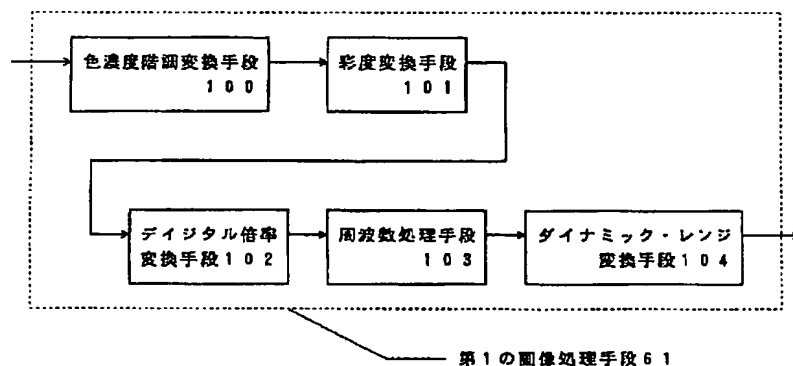 色濃度階調変換手段
１００
彩度変換手段
１０１
デイジタル倍率
変換手段１０２
周波数処理手段
１０３
ダイナミック・レンジ
変換手段１０４
第１の画像処理手段６１